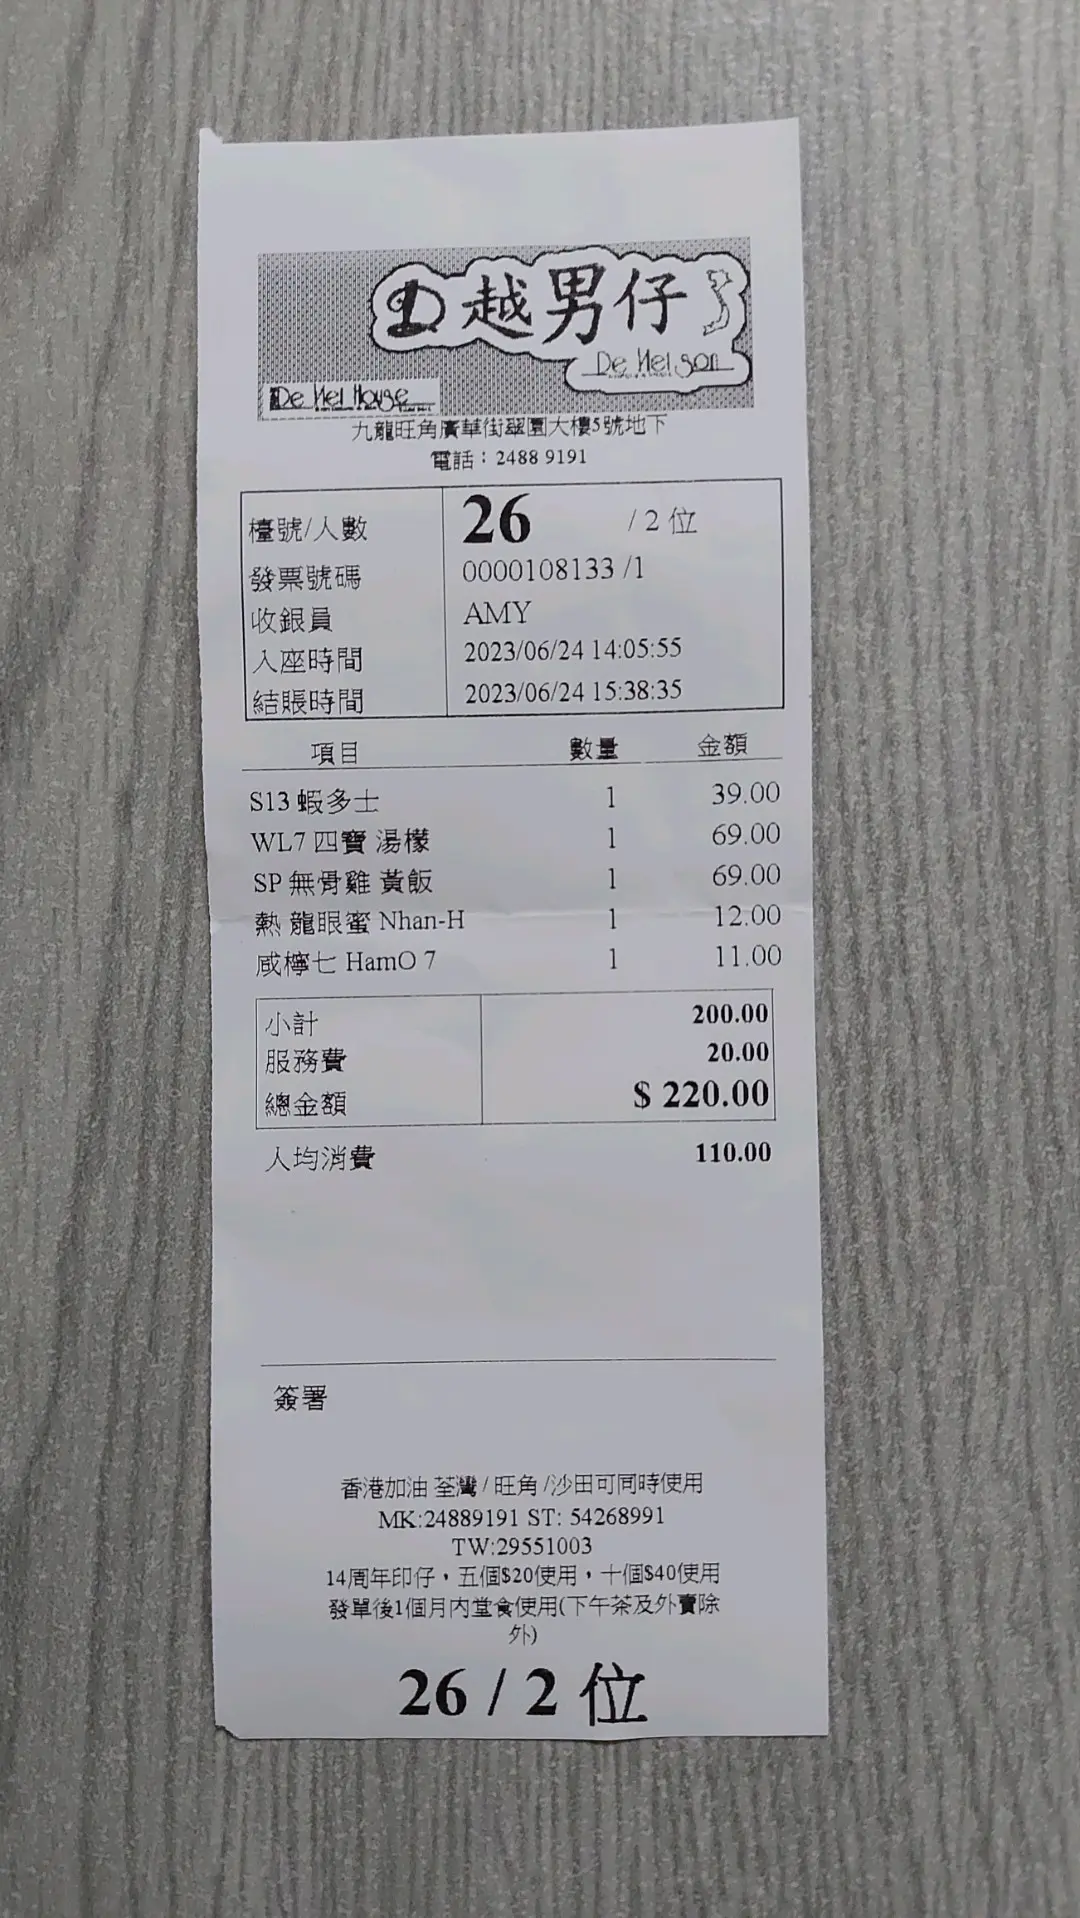 D 越男仔
De Nei Son
De Nei House
九龍旺角廣華街翠園大樓5號地下
電話：2488 9191
檯號/人數 26 / 2 位
發票號碼 0000108133 /1
收銀員 AMY
入座時間 2023/06/24 14:05:55
結賬時間 2023/06/24 15:38:35
項目 數量 金額
S13 蝦多士 1 39.00
WL7 四寶 湯檬 1 69.00
SP 無骨雞 黃飯 1 69.00
熱 龍眼蜜 Nhan-H 1 12.00
咸檸七 HamO 7 1 11.00
小計 200.00
服務費 20.00
總金額 $ 220.00
人均消費 110.00
簽署
香港加油 荃灣 / 旺角 /沙田可同時使用
MK:24889191 ST: 54268991
TW:29551003
14周年印仔，五個$20使用，十個$40使用
發單後1個月內堂食使用(下午茶及外賣除
外)
26 / 2 位